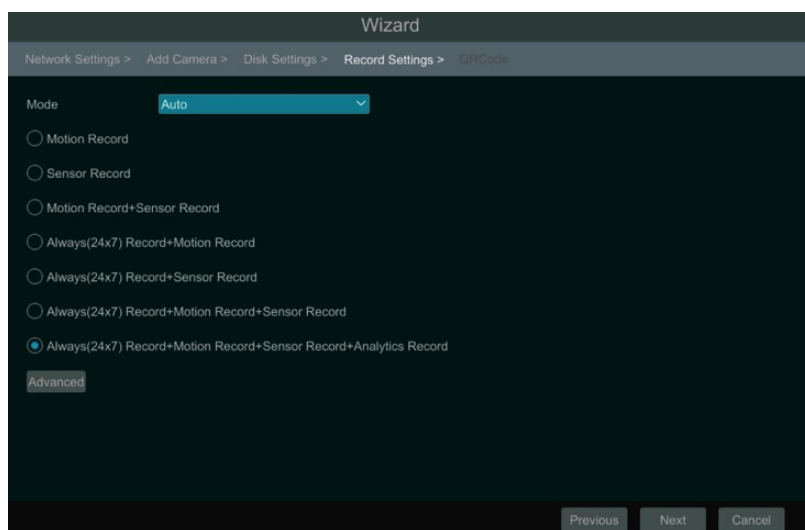 Wizard
Network Settings > Add Camera > Disk Settings > Record Settings > QRCode
Mode Auto
Motion Record
Sensor Record
Motion Record+Sensor Record
Always(24x7) Record+Motion Record
Always(24x7) Record+Sensor Record
Always(24x7) Record+Motion Record+Sensor Record
Always(24x7) Record+Motion Record+Sensor Record+Analytics Record
Advanced
Previous Next Cancel